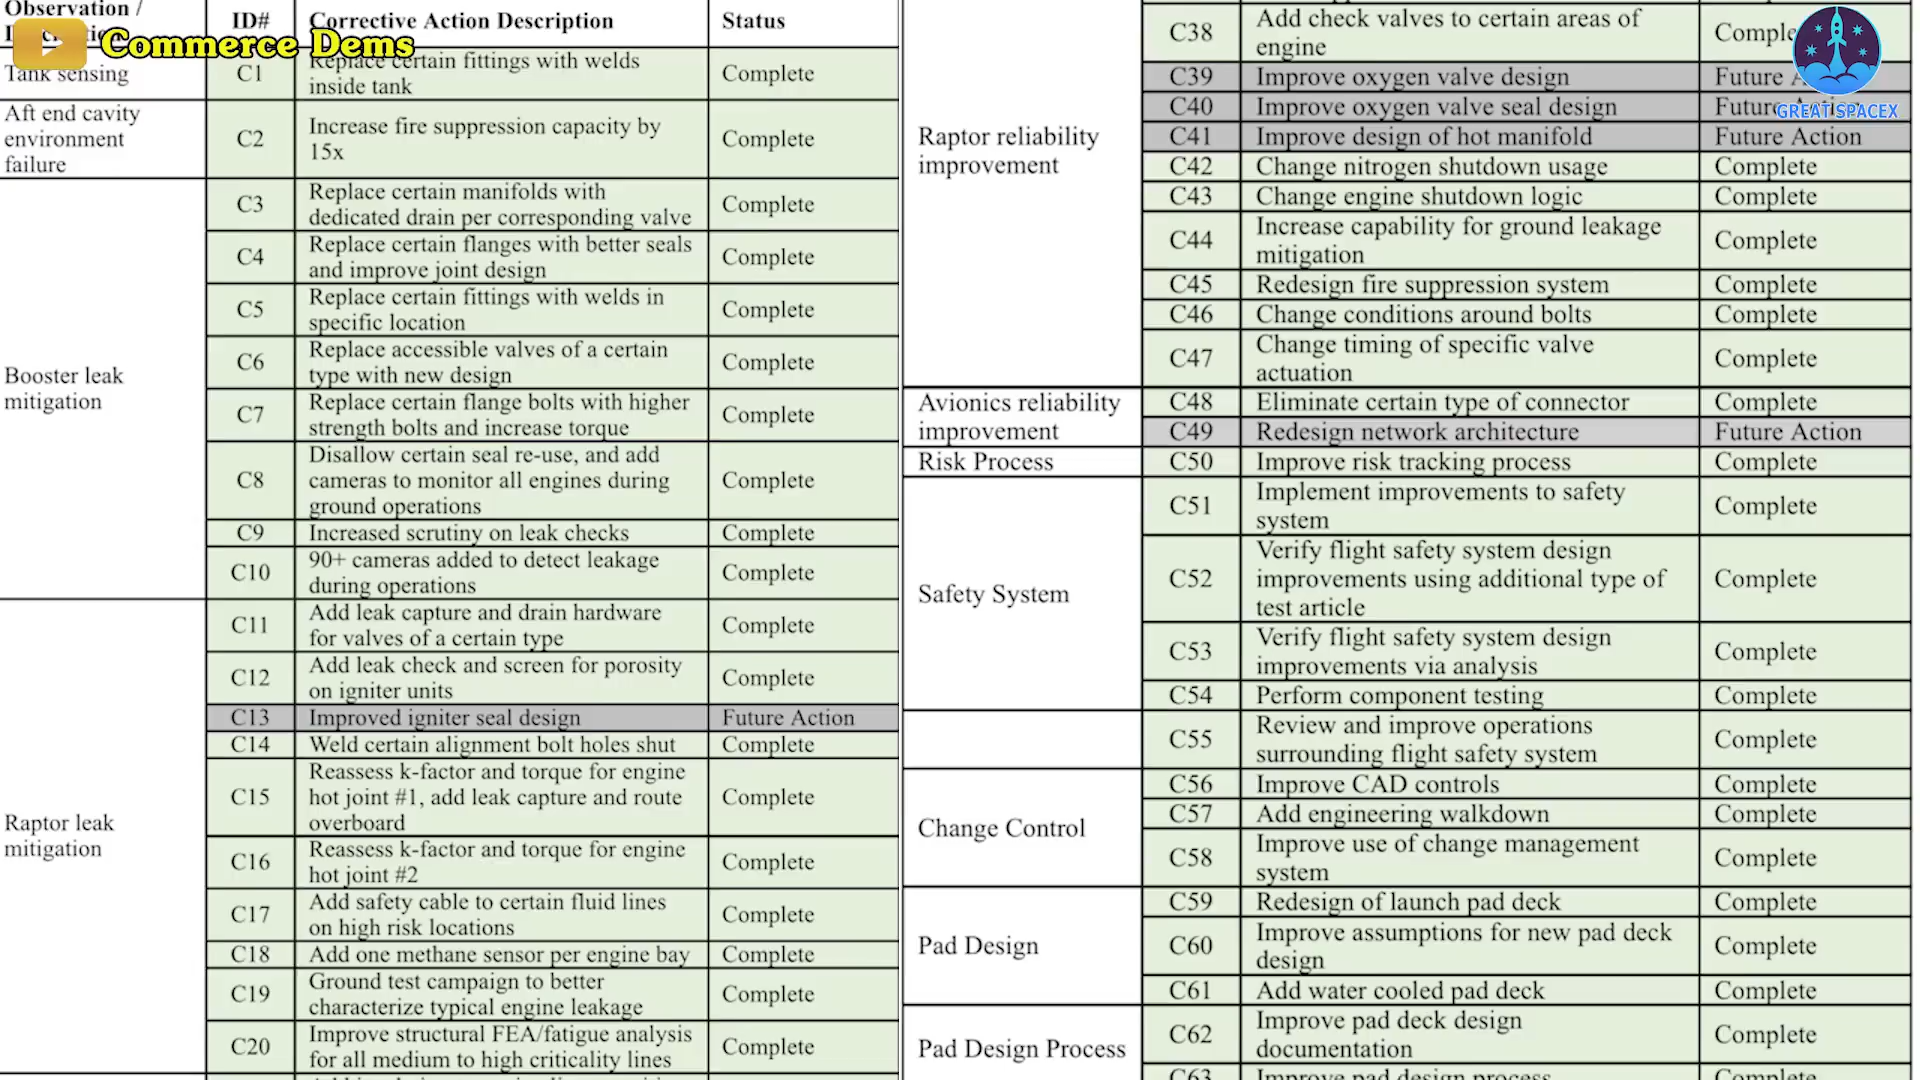 Observation /
ID#
Corrective Action Description
Status
Commerce Dems
Tank sensing
C1
Replace certain fittings with welds
inside tank
Complete
Aft end cavity
environment
failure
C2
Increase fire suppression capacity by
15x
Complete
Booster leak
mitigation
C3
Replace certain manifolds with
dedicated drain per corresponding valve
Complete
C4
Replace certain flanges with better seals
and improve joint design
Complete
C5
Replace certain fittings with welds in
specific location
Complete
C6
Replace accessible valves of a certain
type with new design
Complete
C7
Replace certain flange bolts with higher
strength bolts and increase torque
Complete
C8
Disallow certain seal re-use, and add
cameras to monitor all engines during
ground operations
Complete
C9
Increased scrutiny on leak checks
Complete
C10
90+ cameras added to detect leakage
during operations
Complete
Raptor leak
mitigation
C11
Add leak capture and drain hardware
for valves of a certain type
Complete
C12
Add leak check and screen for porosity
on igniter units
Complete
C13
Improved igniter seal design
Future Action
C14
Weld certain alignment bolt holes shut
Complete
C15
Reassess k-factor and torque for engine
hot joint #1, add leak capture and route
overboard
Complete
C16
Reassess k-factor and torque for engine
hot joint #2
Complete
C17
Add safety cable to certain fluid lines
on high risk locations
Complete
C18
Add one methane sensor per engine bay
Complete
C19
Ground test campaign to better
characterize typical engine leakage
Complete
C20
Improve structural FEA/fatigue analysis
for all medium to high criticality lines
Complete
Raptor reliability
improvement
C38
Add check valves to certain areas of
engine
Comple
C39
Improve oxygen valve design
Future A
C40
Improve oxygen valve seal design
Future
GREAT SPACEX
C41
Improve design of hot manifold
Future Action
C42
Change nitrogen shutdown usage
Complete
C43
Change engine shutdown logic
Complete
C44
Increase capability for ground leakage
mitigation
Complete
C45
Redesign fire suppression system
Complete
C46
Change conditions around bolts
Complete
C47
Change timing of specific valve
actuation
Complete
Avionics reliability
improvement
C48
Eliminate certain type of connector
Complete
C49
Redesign network architecture
Future Action
Risk Process
C50
Improve risk tracking process
Complete
Safety System
C51
Implement improvements to safety
system
Complete
C52
Verify flight safety system design
improvements using additional type of
test article
Complete
C53
Verify flight safety system design
improvements via analysis
Complete
C54
Perform component testing
Complete
C55
Review and improve operations
surrounding flight safety system
Complete
Change Control
C56
Improve CAD controls
Complete
C57
Add engineering walkdown
Complete
C58
Improve use of change management
system
Complete
Pad Design
C59
Redesign of launch pad deck
Complete
C60
Improve assumptions for new pad deck
design
Complete
C61
Add water cooled pad deck
Complete
Pad Design Process
C62
Improve pad deck design
documentation
Complete
C63
Improve pad design process